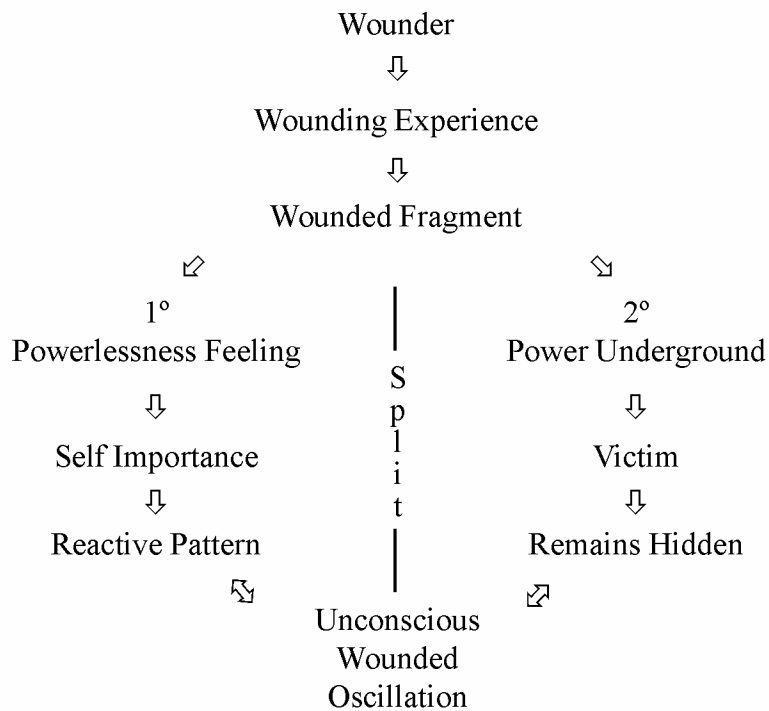 Wounder
Wounding Experience
Wounded Fragment
1º
Powerlessness Feeling
Self Importance
Reactive Pattern
Split
2º
Power Underground
Victim
Remains Hidden
Unconscious
Wounded
Oscillation